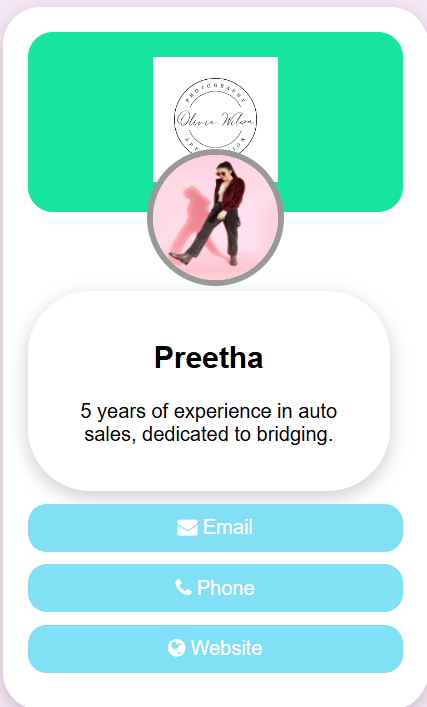 PHOTOGRAPHY
Olivia Wilson
Preetha
5 years of experience in auto
sales, dedicated to bridging.
Email
Phone
Website